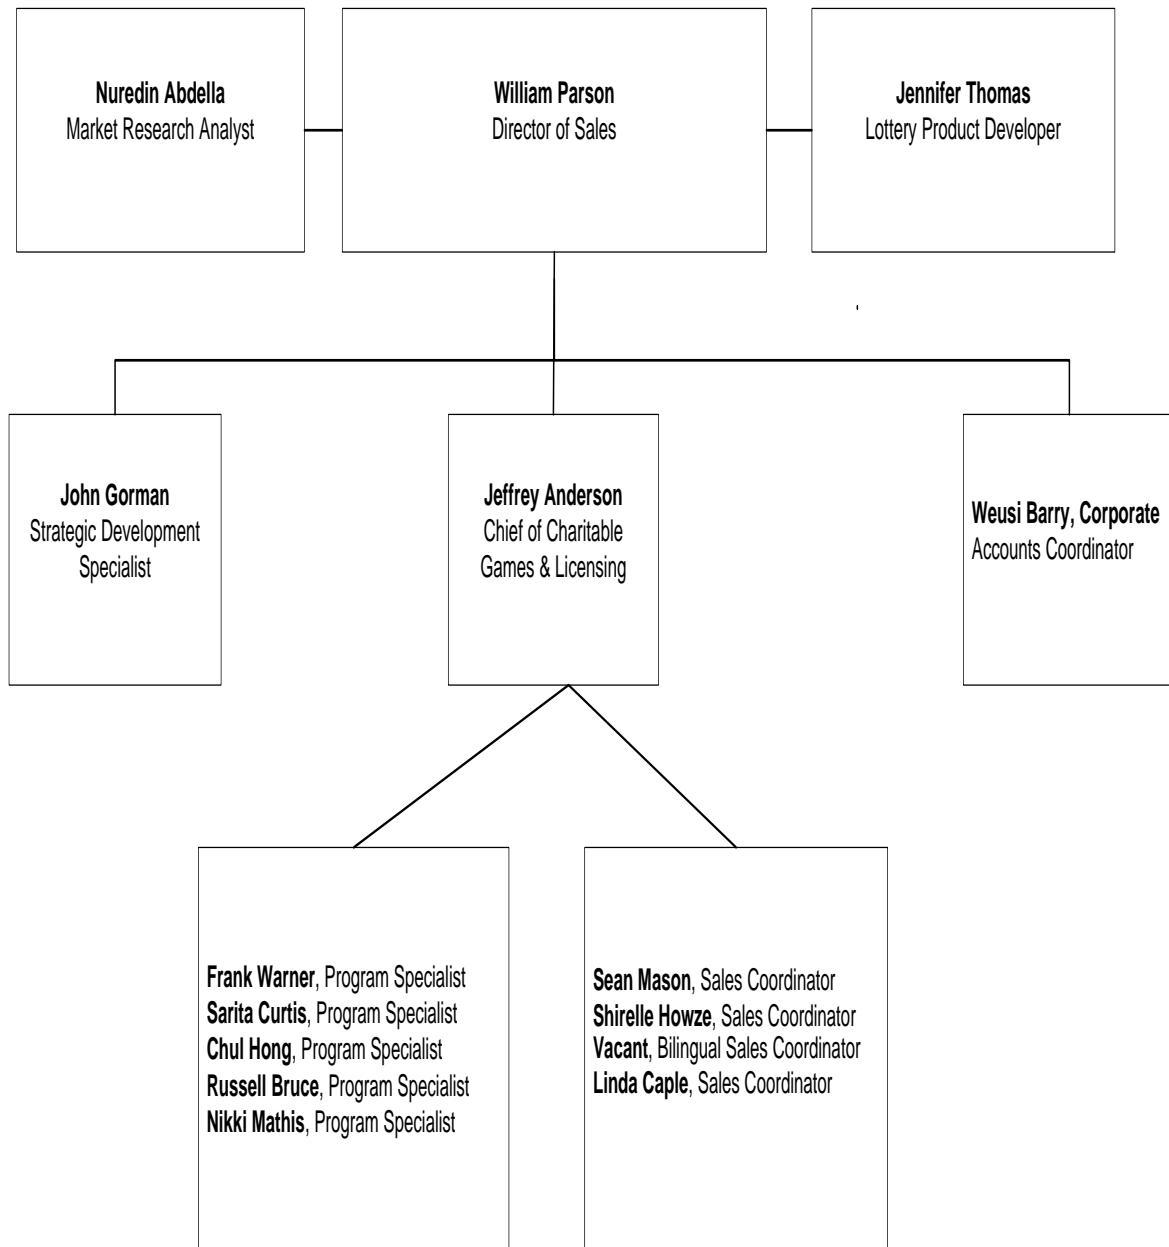 Nuredin Abdella
Market Research Analyst
William Parson
Director of Sales
Jennifer Thomas
Lottery Product Developer
John Gorman
Strategic Development
Specialist
Jeffrey Anderson
Chief of Charitable
Games & Licensing
Weusi Barry, Corporate
Accounts Coordinator
Frank Warner, Program Specialist
Sarita Curtis, Program Specialist
Chul Hong, Program Specialist
Russell Bruce, Program Specialist
Nikki Mathis, Program Specialist
Sean Mason, Sales Coordinator
Shirelle Howze, Sales Coordinator
Vacant, Bilingual Sales Coordinator
Linda Caple, Sales Coordinator